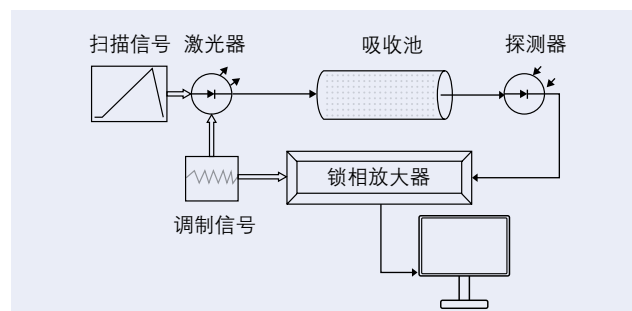 扫描信号
激光器
吸收池
探测器
锁相放大器
调制信号